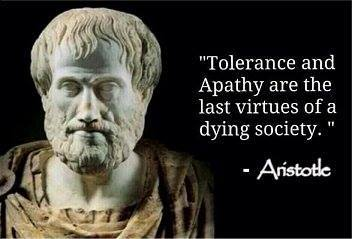 "Tolerance and
Apathy are the
last virtues of a
dying society. "
- Aristotle